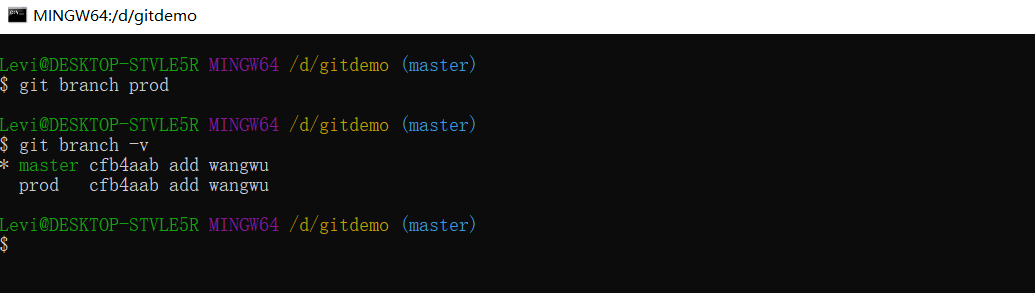 MINGW64:/d/gitdemo
Levi@DESKTOP-STVLE5R MINGW64 /d/gitdemo (master)
$ git branch prod
Levi@DESKTOP-STVLE5R MINGW64 /d/gitdemo (master)
$ git branch -v
* master cfb4aab add wangwu
  prod   cfb4aab add wangwu
Levi@DESKTOP-STVLE5R MINGW64 /d/gitdemo (master)
$